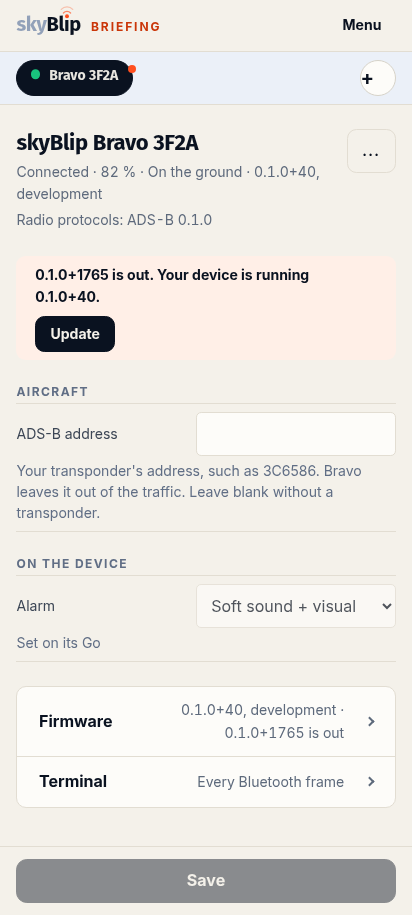 skyBlip BRIEFING
Menu
Bravo 3F2A
+
skyBlip Bravo 3F2A
...
Connected · 82 % · On the ground · 0.1.0+40,
development
Radio protocols: ADS-B 0.1.0
0.1.0+1765 is out. Your device is running
0.1.0+40.
Update
AIRCRAFT
ADS-B address
Your transponder's address, such as 3C6586. Bravo
leaves it out of the traffic. Leave blank without a
transponder.
ON THE DEVICE
Alarm
Soft sound + visual
Set on its Go
Firmware
0.1.0+40, development ·
0.1.0+1765 is out
Terminal
Every Bluetooth frame
Save